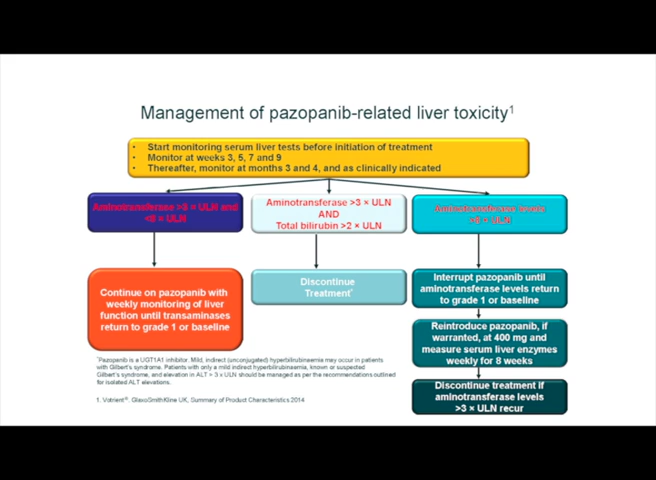 Management of pazopanib-related liver toxicity¹
• Start monitoring serum liver tests before initiation of treatment
• Monitor at weeks 3, 5, 7 and 9
• Thereafter, monitor at months 3 and 4, and as clinically indicated
Aminotransferase >3 × ULN and
<8 × ULN
Continue on pazopanib with
weekly monitoring of liver
function until transaminases
return to grade 1 or baseline
Aminotransferase >3 × ULN
AND
Total bilirubin >2 × ULN
Discontinue
Treatment*
Aminotransferase levels
>8 × ULN
Interrupt pazopanib until
aminotransferase levels return
to grade 1 or baseline
Reintroduce pazopanib, if
warranted, at 400 mg and
measure serum liver enzymes
weekly for 8 weeks
Discontinue treatment if
aminotransferase levels
>3 × ULN recur
*Pazopanib is a UGT1A1 inhibitor. Mild, indirect (unconjugated) hyperbilirubinaemia may occur in patients
with Gilbert's syndrome. Patients with only a mild indirect hyperbilirubinaemia, known or suspected
Gilbert's syndrome, and elevation in ALT > 3 x ULN should be managed as per the recommendations outlined
for isolated ALT elevations.
1. Votrient®. GlaxoSmithKline UK, Summary of Product Characteristics 2014